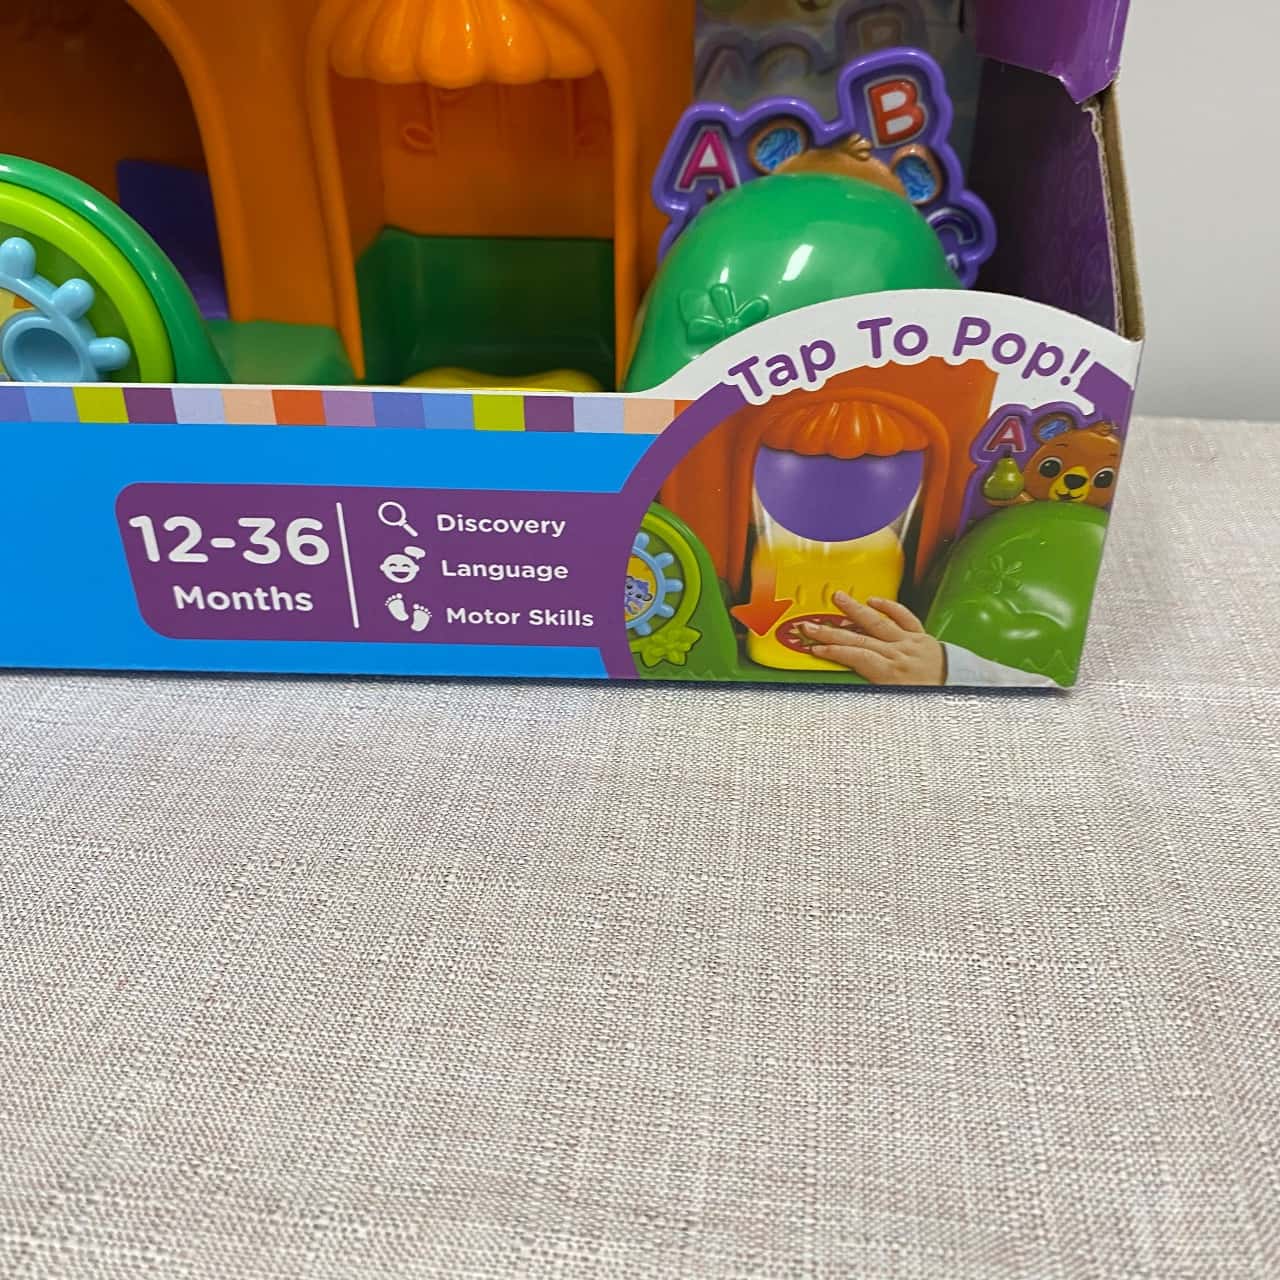 A
B
C
Tap To Pop!
A
12-36
Months
Discovery
Language
Motor Skills